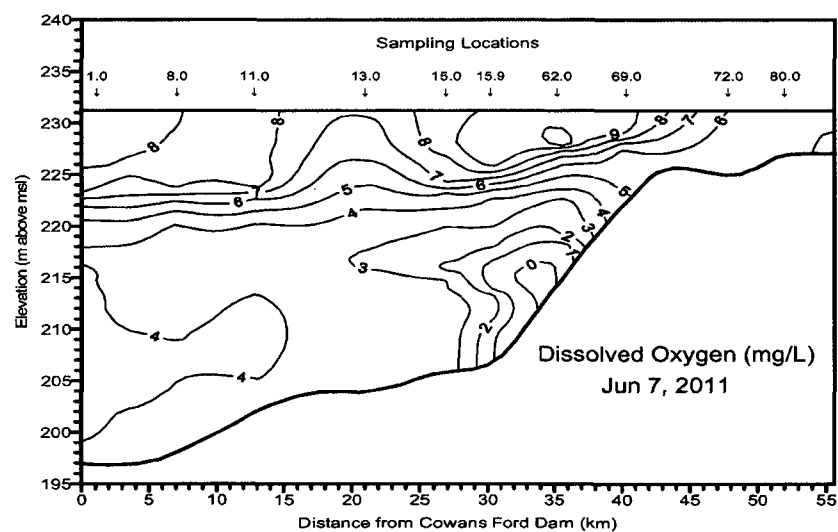 240
Sampling Locations
235
1.0 8.0 11.0 13.0 15.0 15.9 62.0 69.0 72.0 80.0
230
8 8 8 9 8 7 6
225
8 7 6
6 5 5
220
4 4 3
2
1
215
3 0
210
4 2
205
4
200
195
Elevation (m above msl)
Dissolved Oxygen (mg/L)
Jun 7, 2011
0 5 10 15 20 25 30 35 40 45 50 55
Distance from Cowans Ford Dam (km)